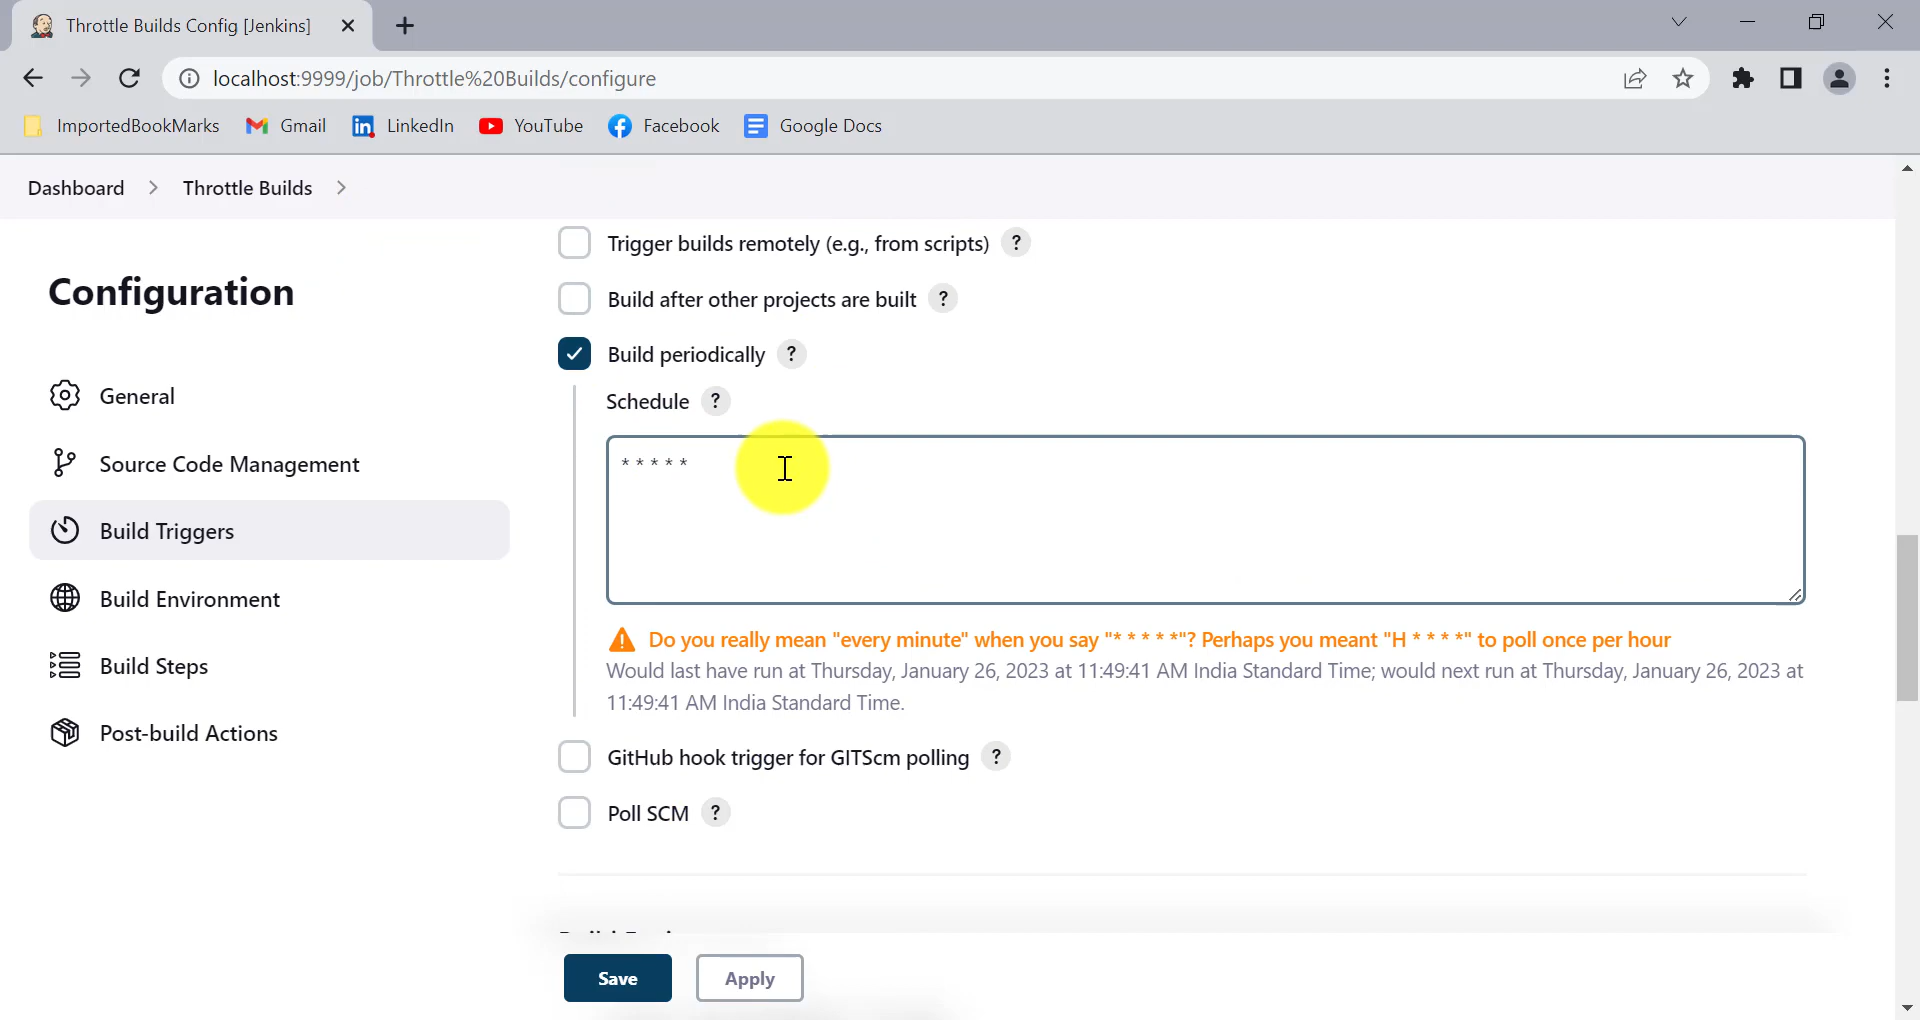 Throttle Builds Config [Jenkins]
localhost:9999/job/Throttle%20Builds/configure
ImportedBookMarks Gmail LinkedIn YouTube Facebook Google Docs
Dashboard > Throttle Builds >
Configuration
General
Source Code Management
Build Triggers
Build Environment
Build Steps
Post-build Actions
Trigger builds remotely (e.g., from scripts) ?
Build after other projects are built ?
Build periodically ?
Schedule ?
* * * * *
Do you really mean "every minute" when you say "* * * * *"? Perhaps you meant "H * * * *" to poll once per hour
Would last have run at Thursday, January 26, 2023 at 11:49:41 AM India Standard Time; would next run at Thursday, January 26, 2023 at
11:49:41 AM India Standard Time.
GitHub hook trigger for GITScm polling ?
Poll SCM ?
Save Apply